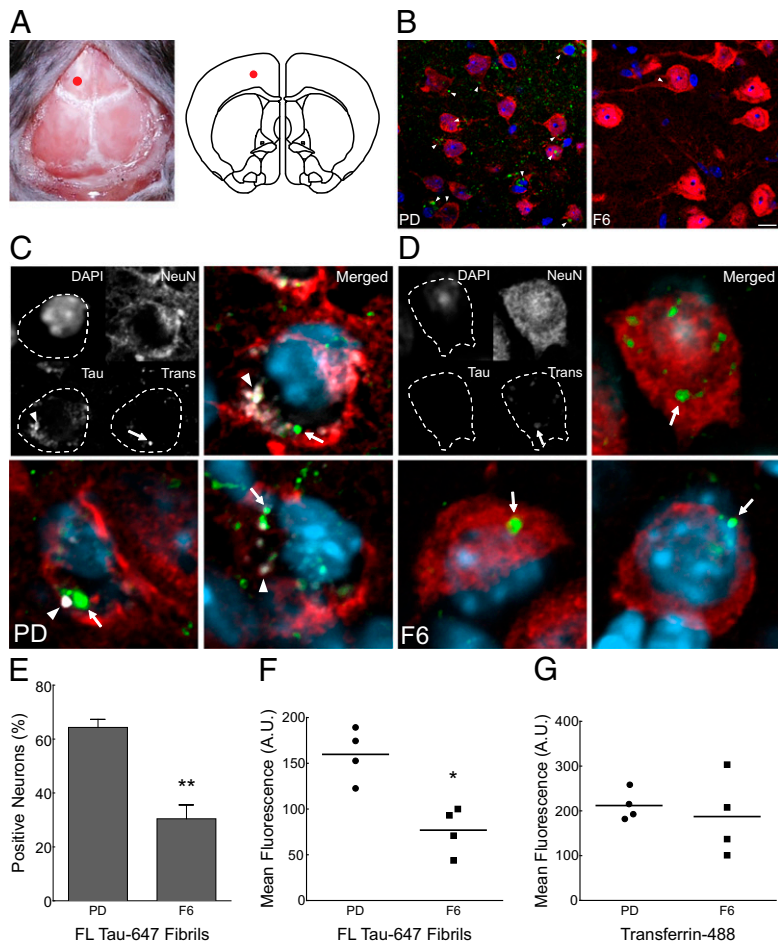 A
B
PD
F6
C
D
DAPI
NeuN
Merged
Tau
Trans
DAPI
NeuN
Merged
Tau
Trans
PD
F6
E
F
G
Positive Neurons (%)
80
60
40
20
0
**
PD
F6
FL Tau-647 Fibrils
Mean Fluorescence (A.U.)
200
150
100
50
0
*
PD
F6
FL Tau-647 Fibrils
Mean Fluorescence (A.U.)
400
300
200
100
0
PD
F6
Transferrin-488